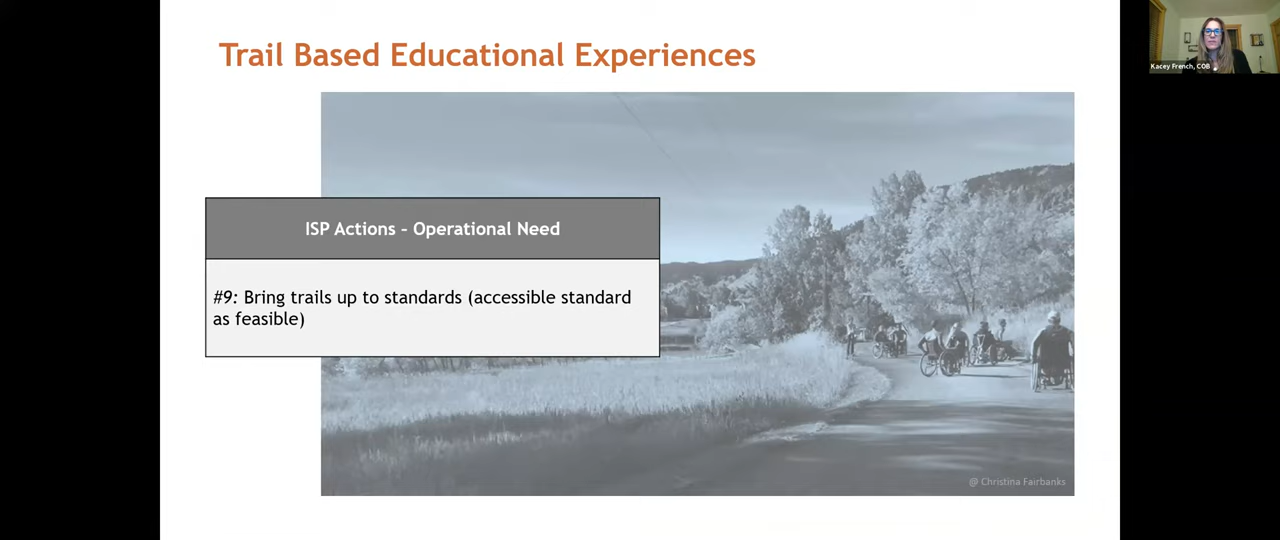 Trail Based Educational Experiences
Kacey French, COB
ISP Actions - Operational Need
#9: Bring trails up to standards (accessible standard
as feasible)
@ Christina Fairbanks